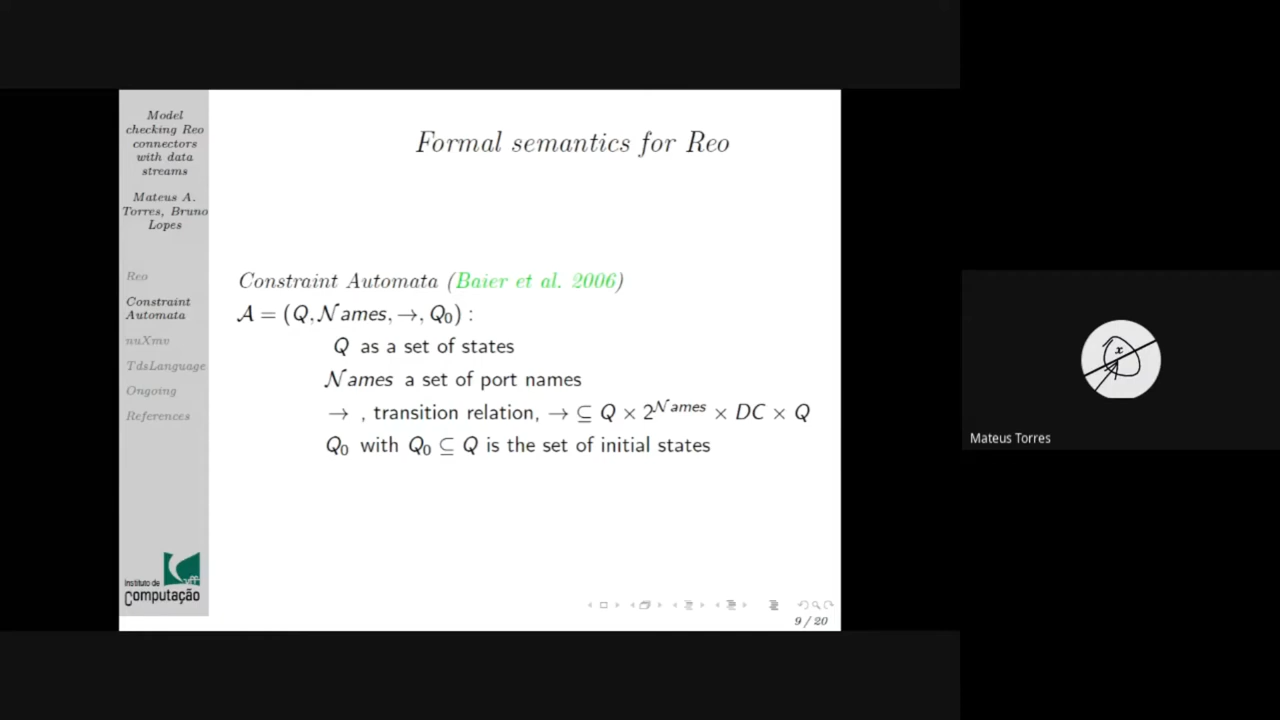 Model
checking Reo
connectors
with data
streams
Mateus A.
Torres, Bruno
Lopes
Reo
Constraint
Automata
nuXmv
TdsLanguage
Ongoing
References
Instituto de
Computação
uff
Formal semantics for Reo
Constraint Automata (Baier et al. 2006)
𝒜 = (Q, 𝒩ames, →, Q₀) :
Q as a set of states
𝒩ames a set of port names
→ , transition relation, → ⊆ Q × 2^𝒩ames × DC × Q
Q₀ with Q₀ ⊆ Q is the set of initial states
9 / 20
x
Mateus Torres